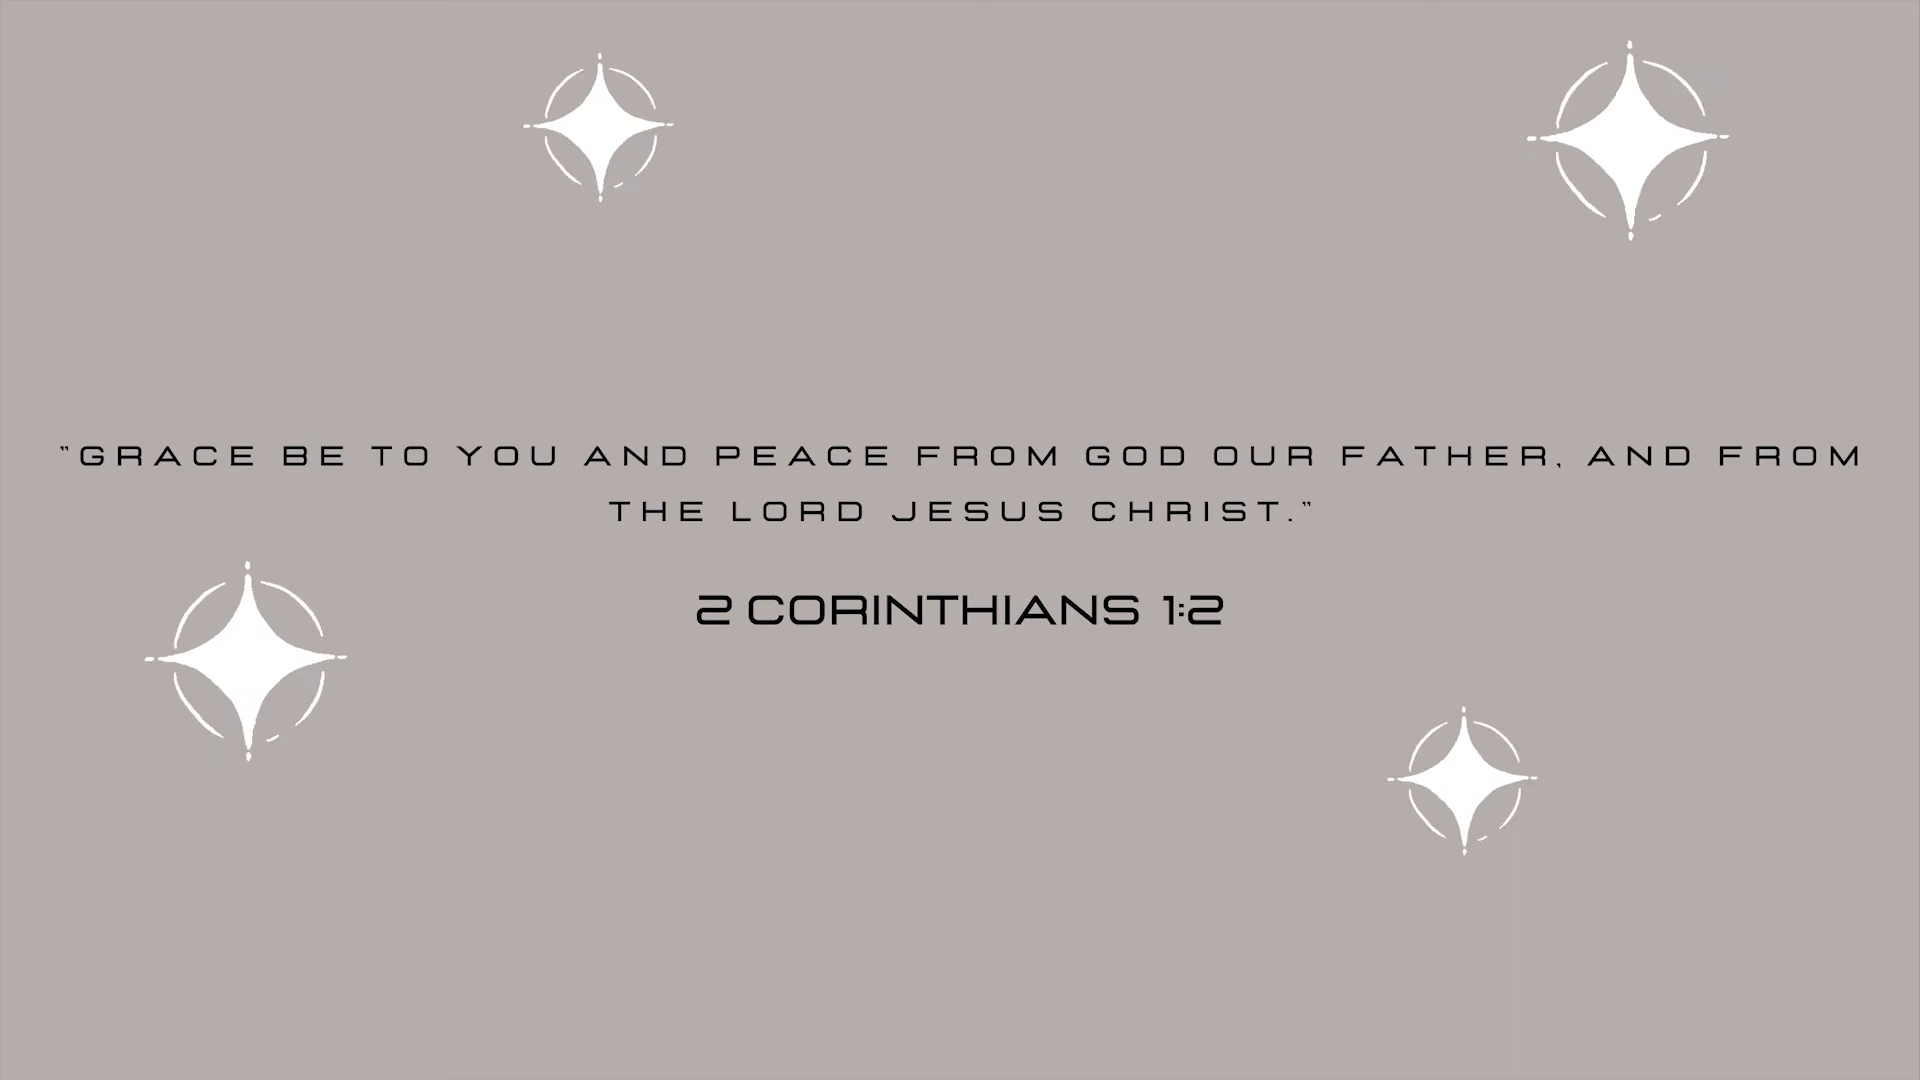 "GRACE BE TO YOU AND PEACE FROM GOD OUR FATHER, AND FROM
THE LORD JESUS CHRIST."
2 CORINTHIANS 1:2